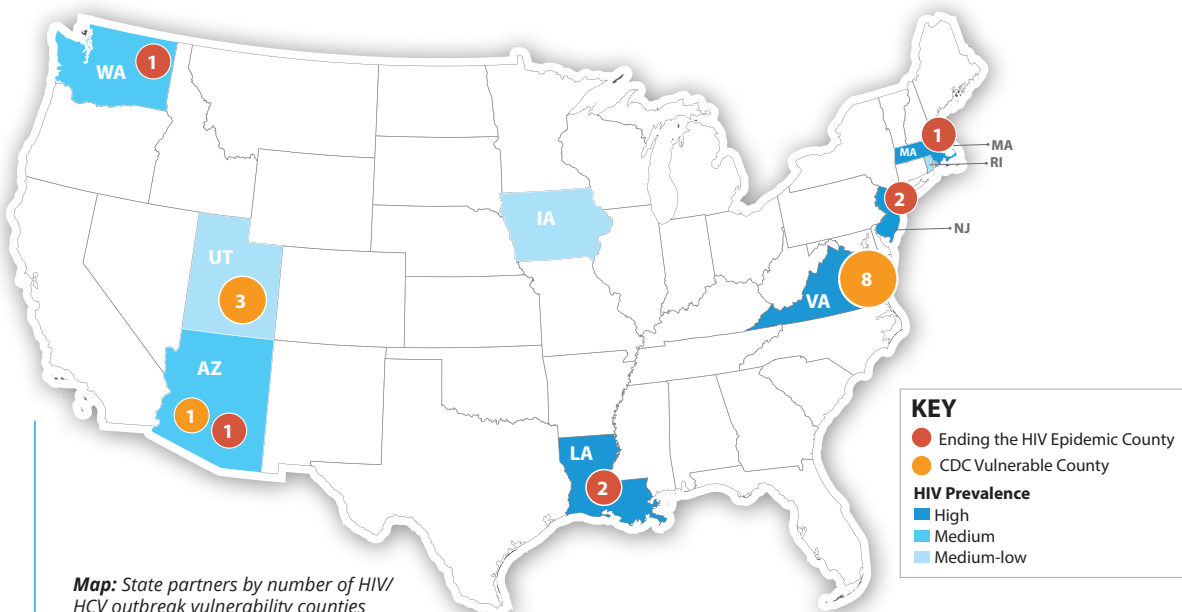 WA
1
1
MA
MA
RI
2
NJ
IA
UT
3
8
VA
AZ
1
1
LA
2
KEY
Ending the HIV Epidemic County
CDC Vulnerable County
HIV Prevalence
High
Medium
Medium-low
Map: State partners by number of HIV/
HCV outbreak vulnerability counties